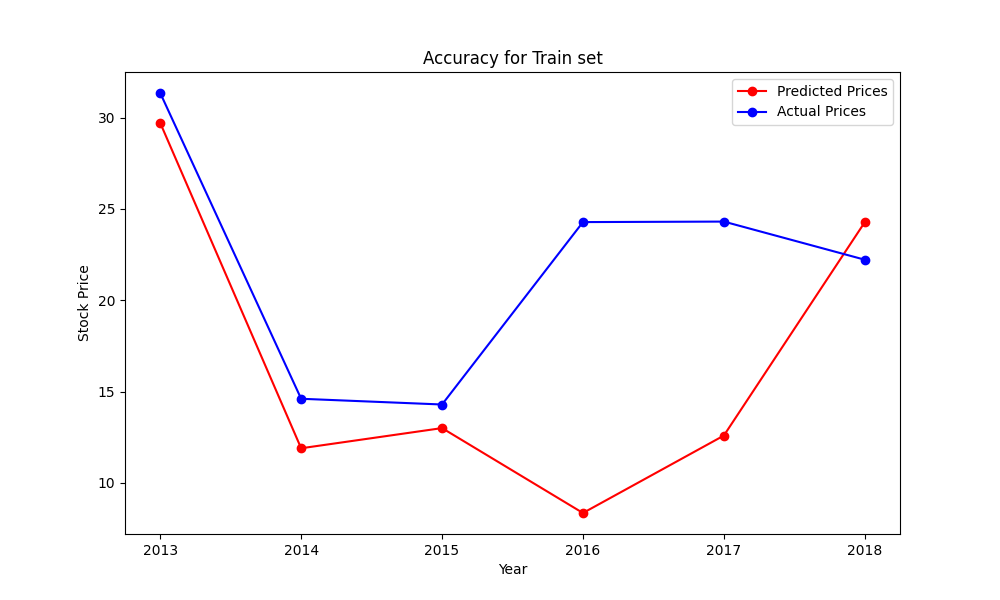 Accuracy for Train set
Predicted Prices
Actual Prices
30
25
20
15
10
Stock Price
2013 2014 2015 2016 2017 2018
Year